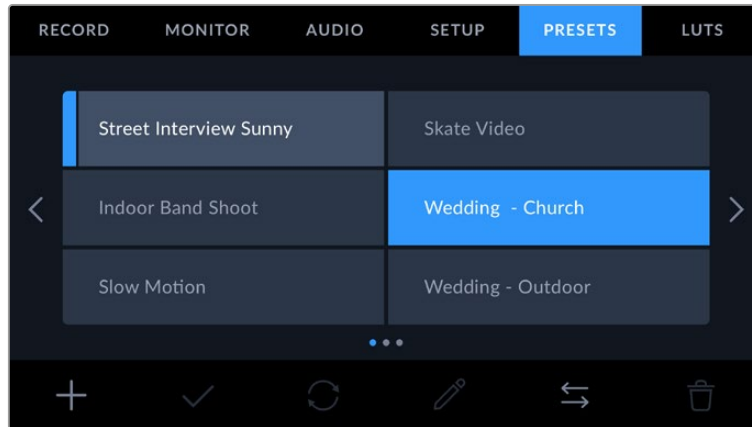 RECORD MONITOR AUDIO SETUP PRESETS LUTS
Street Interview Sunny Skate Video
Indoor Band Shoot Wedding - Church
Slow Motion Wedding - Outdoor